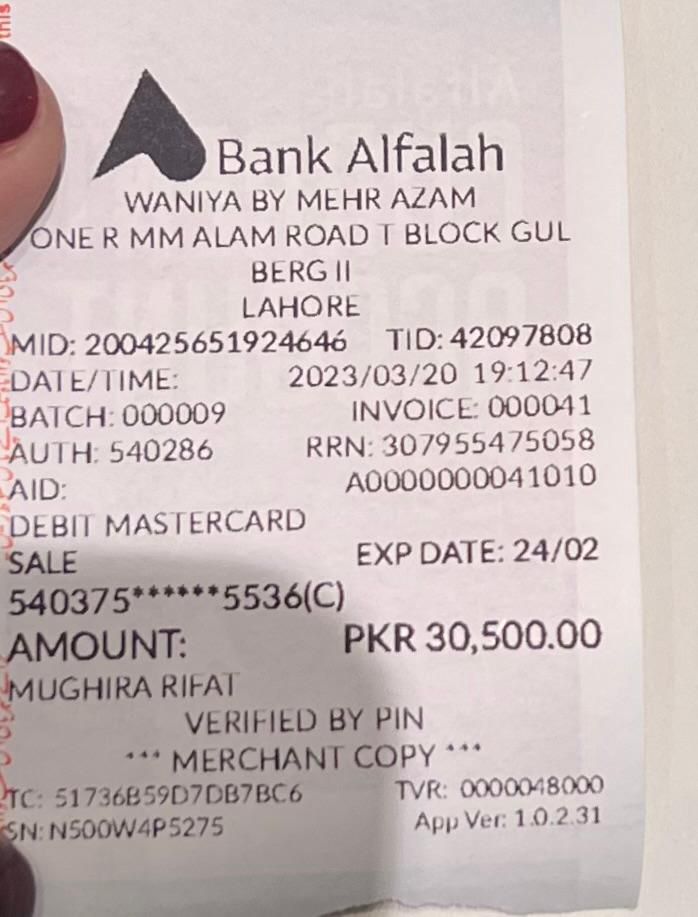 this
Bank Alfalah
WANIYA BY MEHR AZAM
ONE R MM ALAM ROAD T BLOCK GUL
BERG II
LAHORE
MID: 200425651924646 TID: 42097808
DATE/TIME: 2023/03/20 19:12:47
BATCH: 000009 INVOICE: 000041
AUTH: 540286 RRN: 307955475058
AID: A0000000041010
DEBIT MASTERCARD
SALE EXP DATE: 24/02
540375******5536(C)
AMOUNT: PKR 30,500.00
MUGHIRA RIFAT
VERIFIED BY PIN
*** MERCHANT COPY ***
TC: 51736B59D7DB7BC6 TVR: 0000048000
SN: N500W4P5275 App Ver: 1.0.2.31